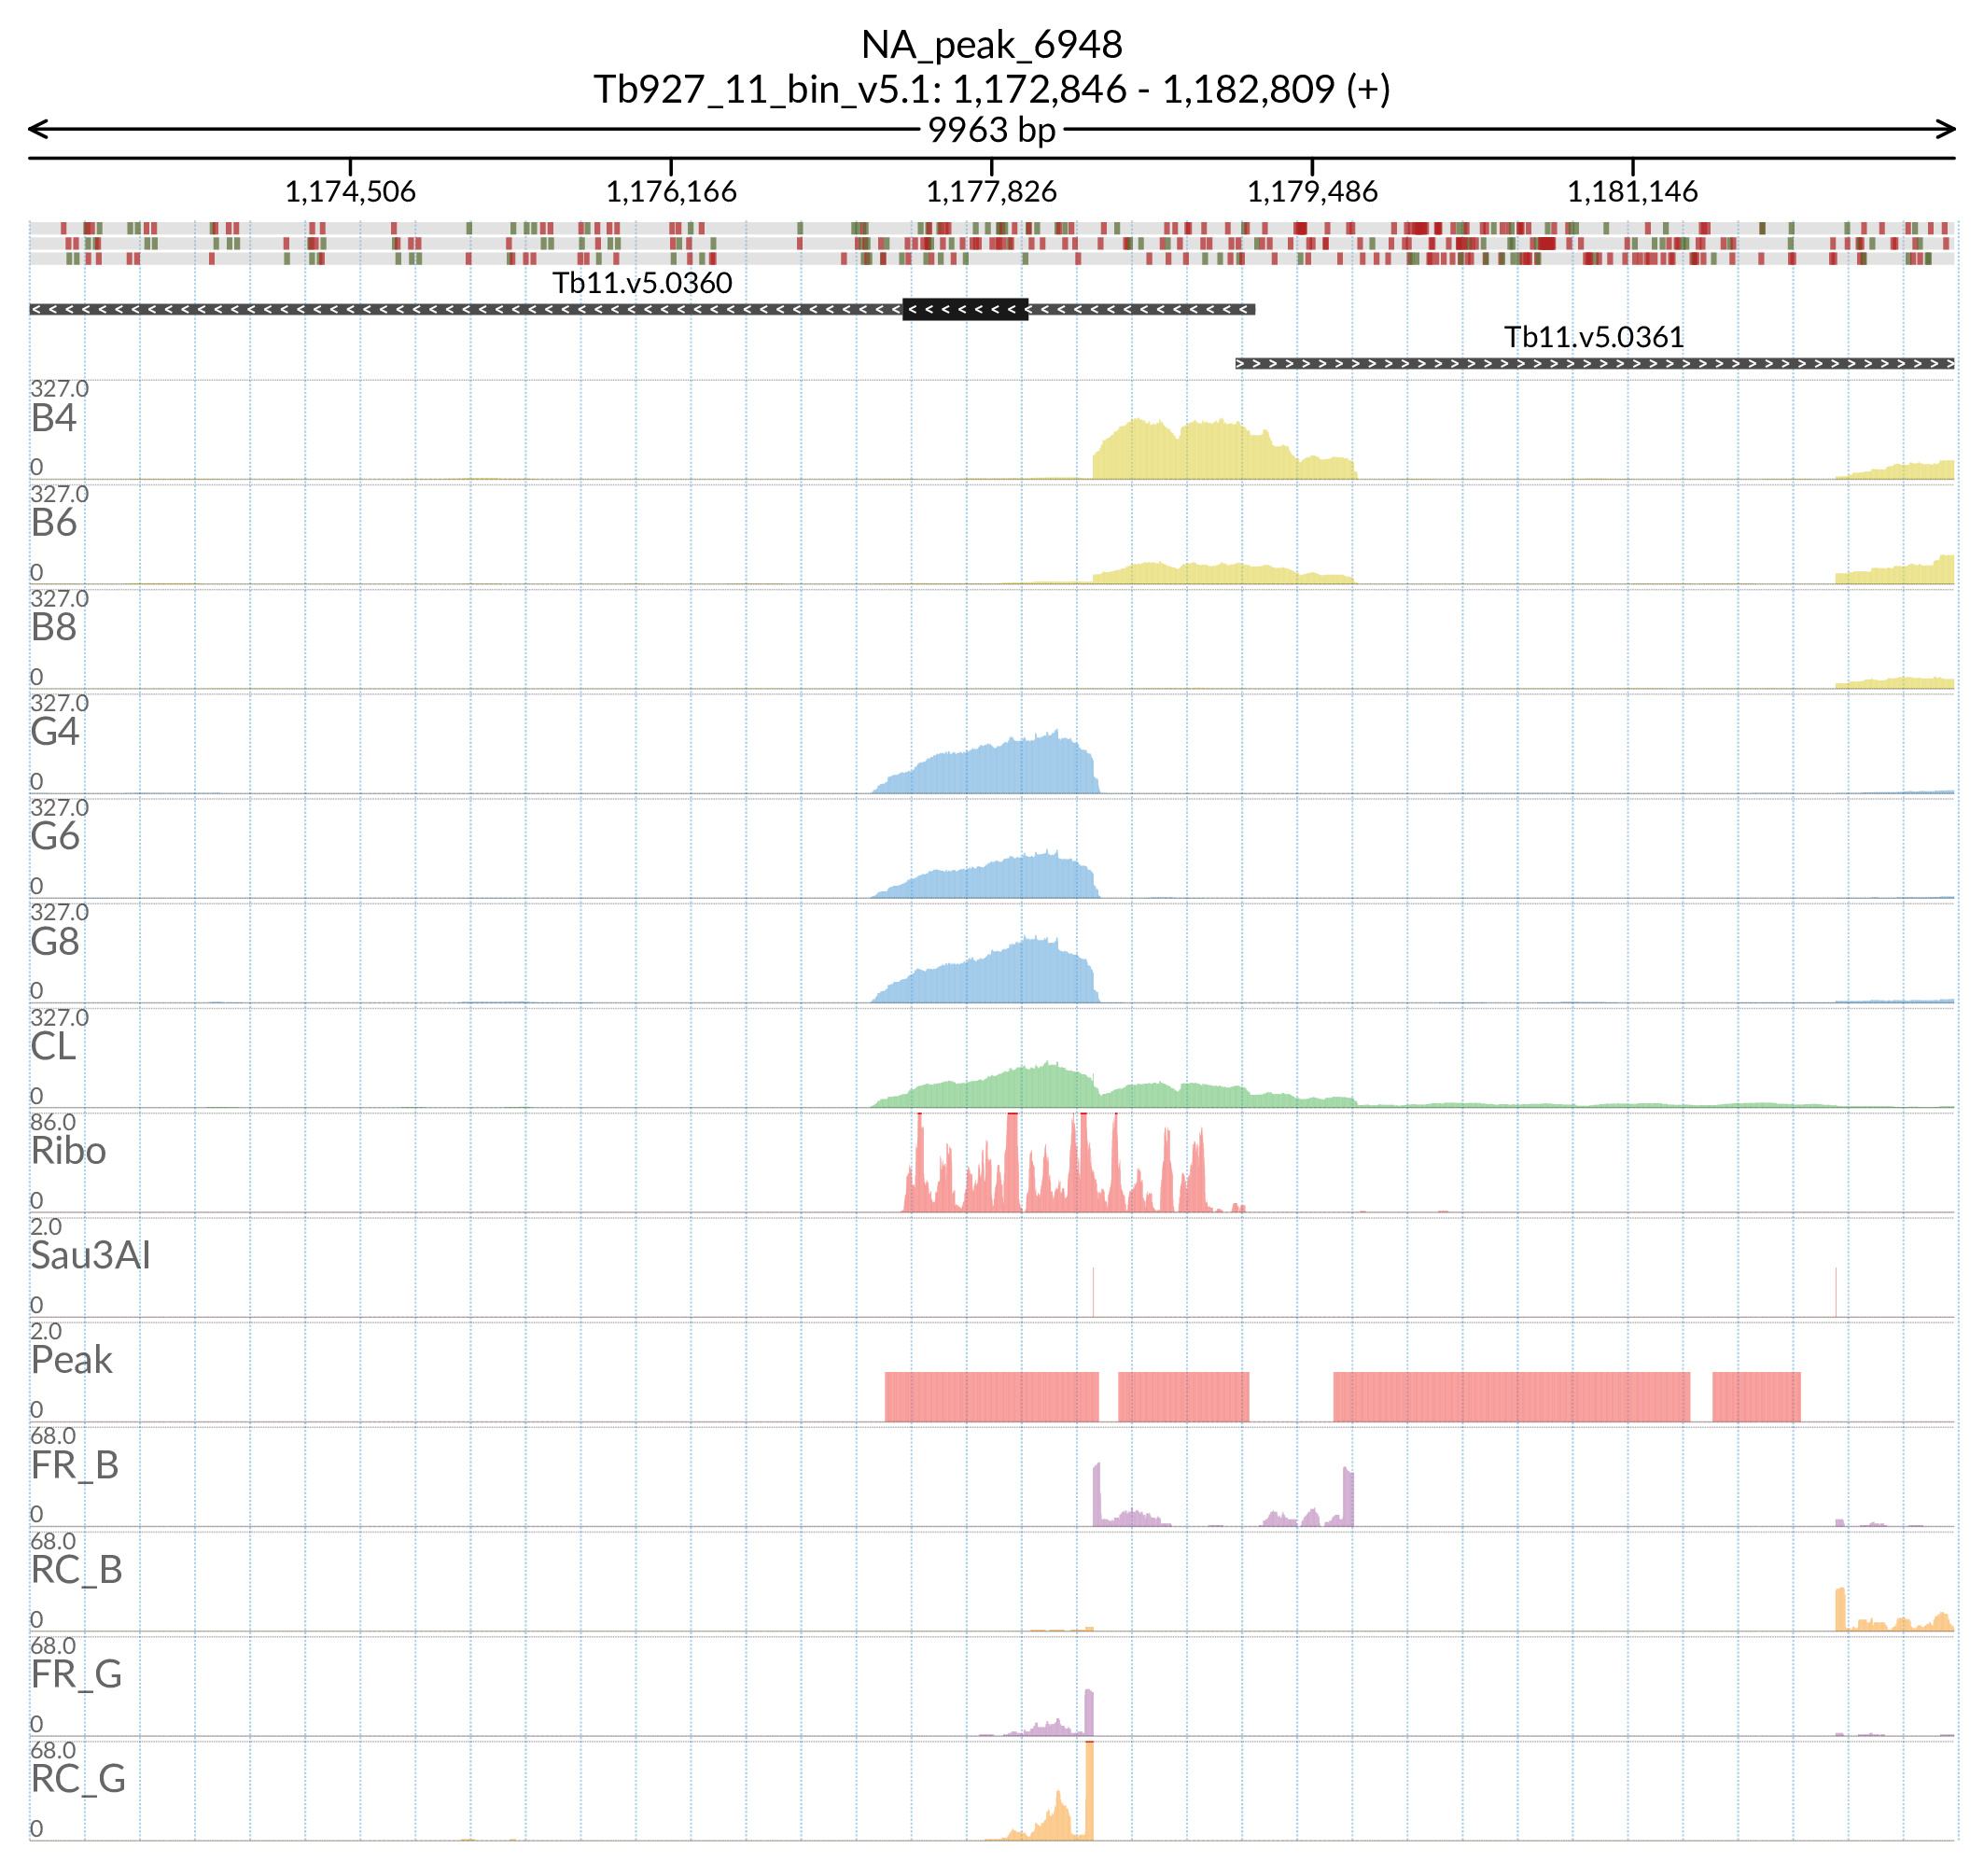 NA_peak_6948
Tb927_11_bin_v5.1: 1,172,846 - 1,182,809 (+)
9963 bp
1,174,506 1,176,166 1,177,826 1,179,486 1,181,146
Tb11.v5.0360
Tb11.v5.0361
327.0
B4
0
327.0
B6
0
327.0
B8
0
327.0
G4
0
327.0
G6
0
327.0
G8
0
327.0
CL
0
86.0
Ribo
0
2.0
Sau3AI
0
2.0
Peak
0
68.0
FR_B
0
68.0
RC_B
0
68.0
FR_G
0
68.0
RC_G
0